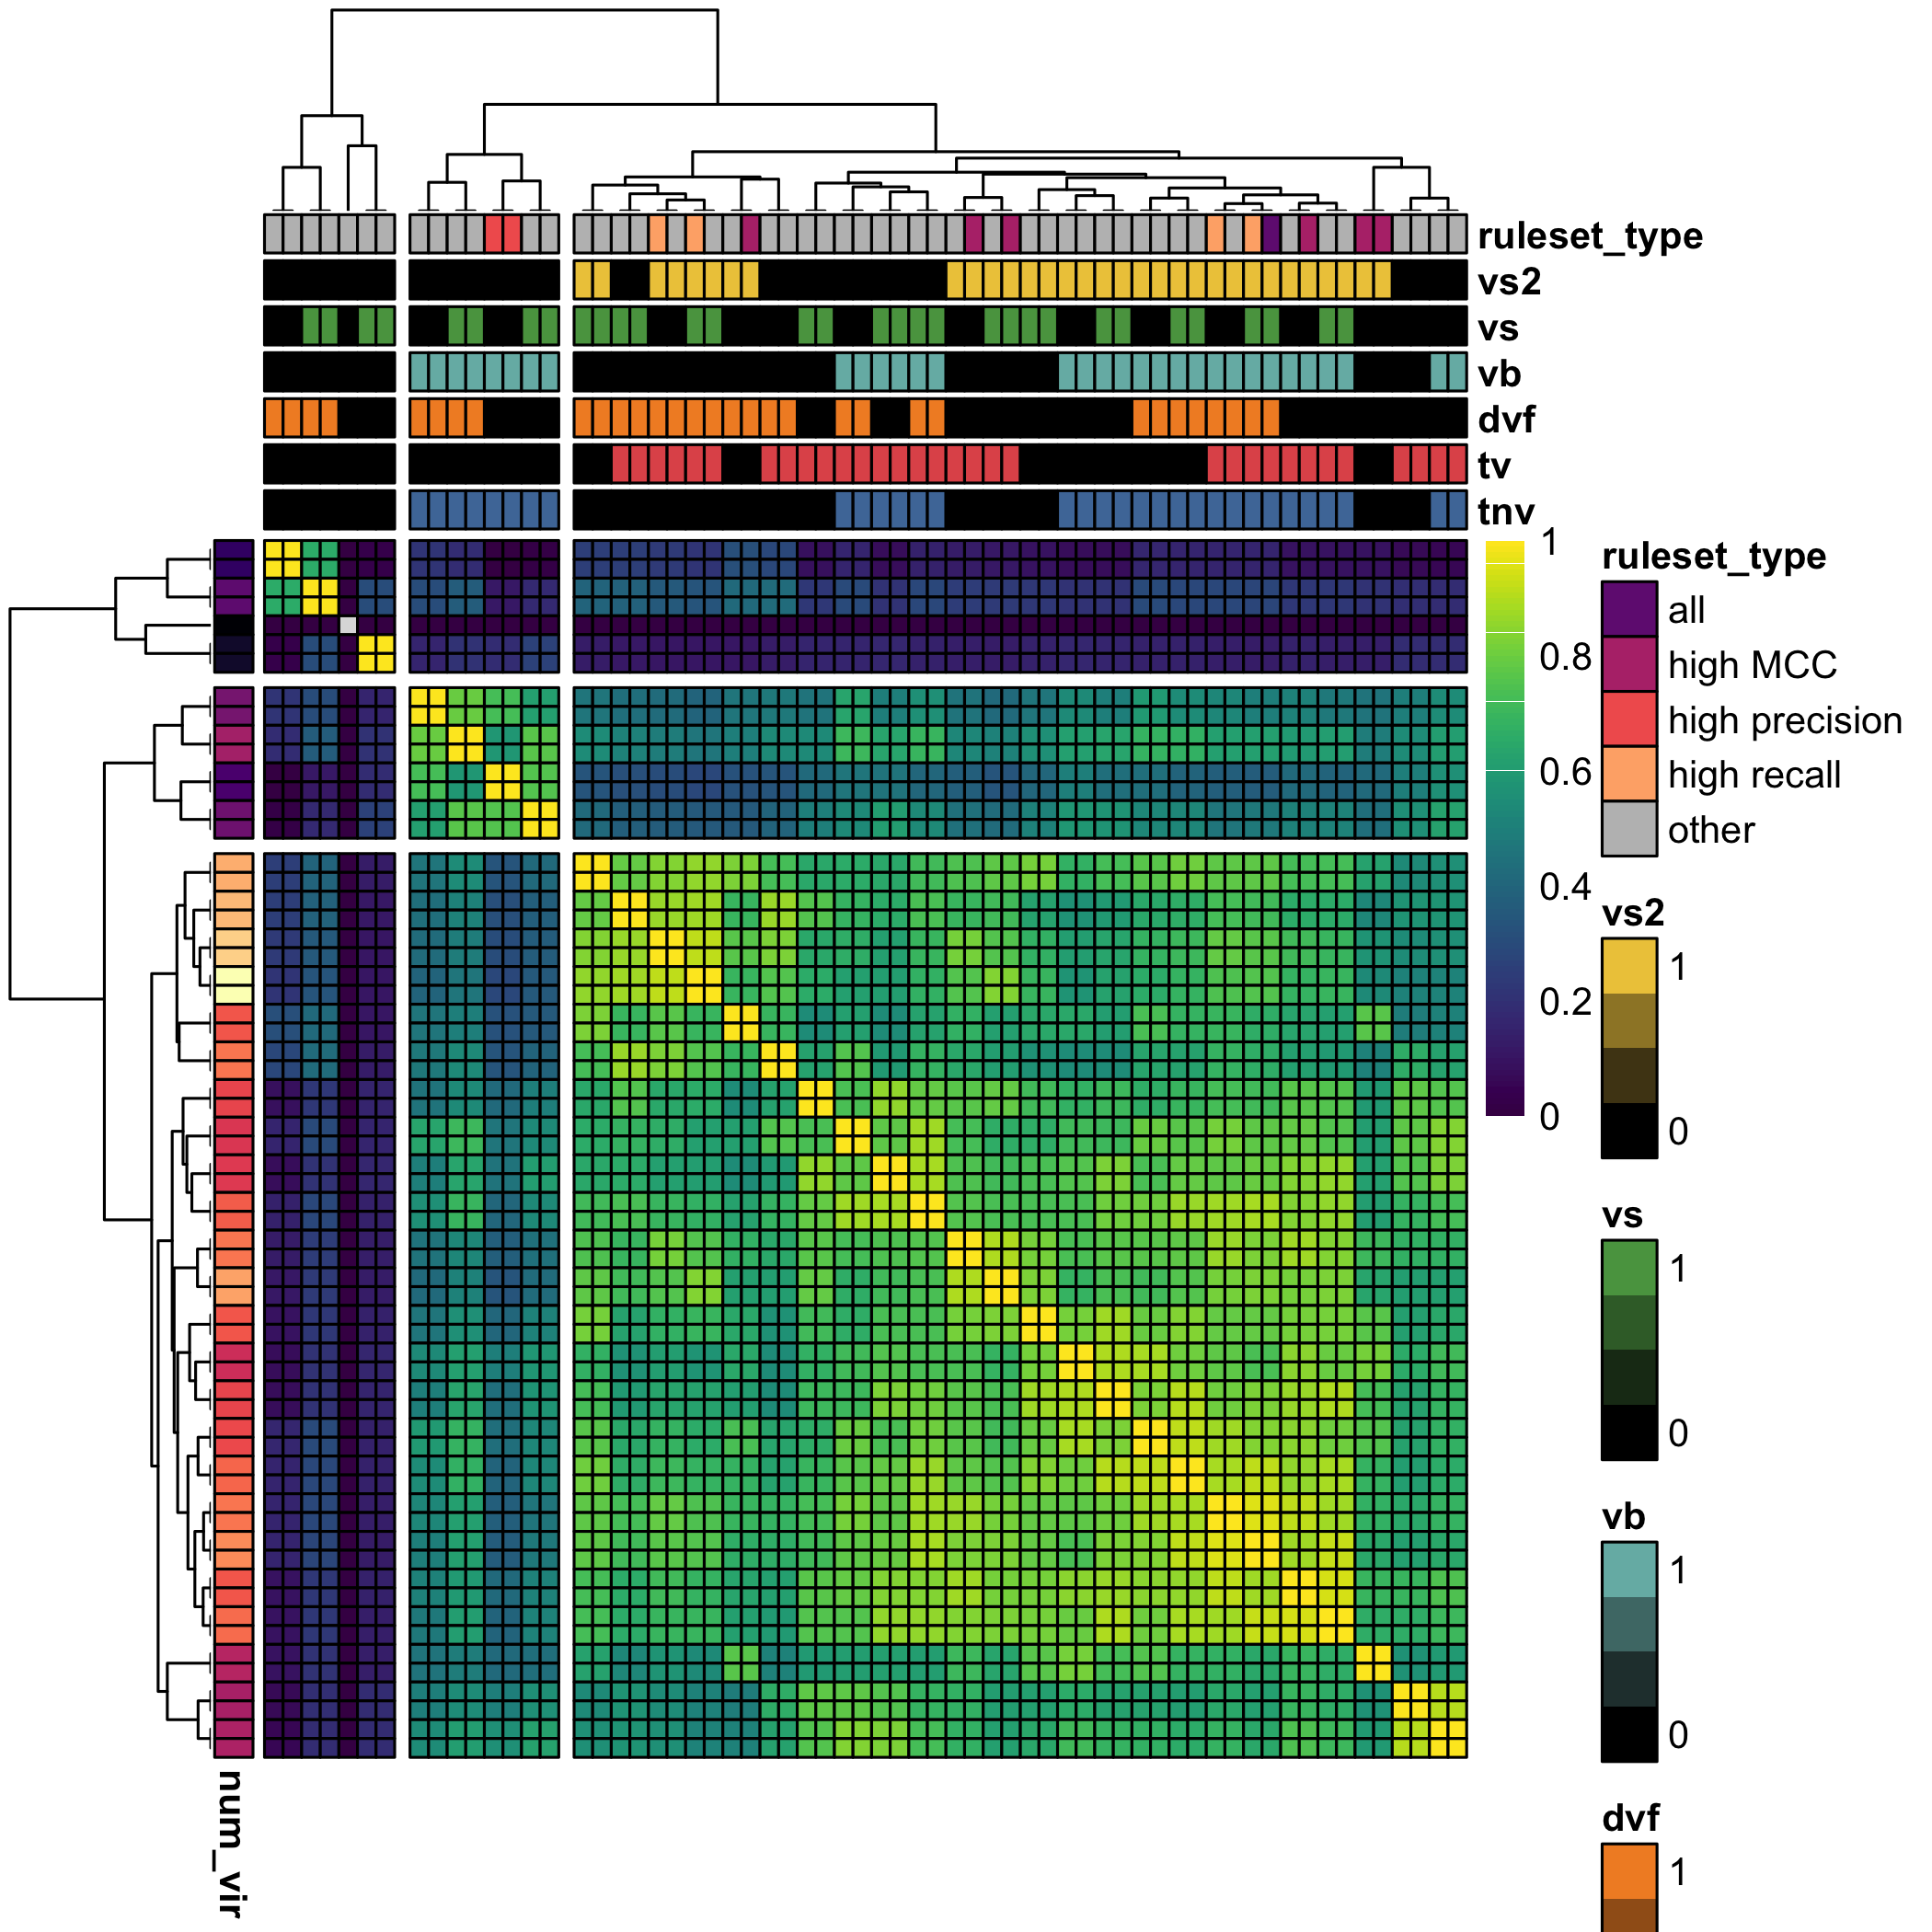 ruleset_type
vs2
vs
vb
dvf
tv
tnv
1
0.8
0.6
0.4
0.2
0
ruleset_type
all
high MCC
high precision
high recall
other
vs2
1
0
vs
1
0
vb
1
0
dvf
1
num_vir